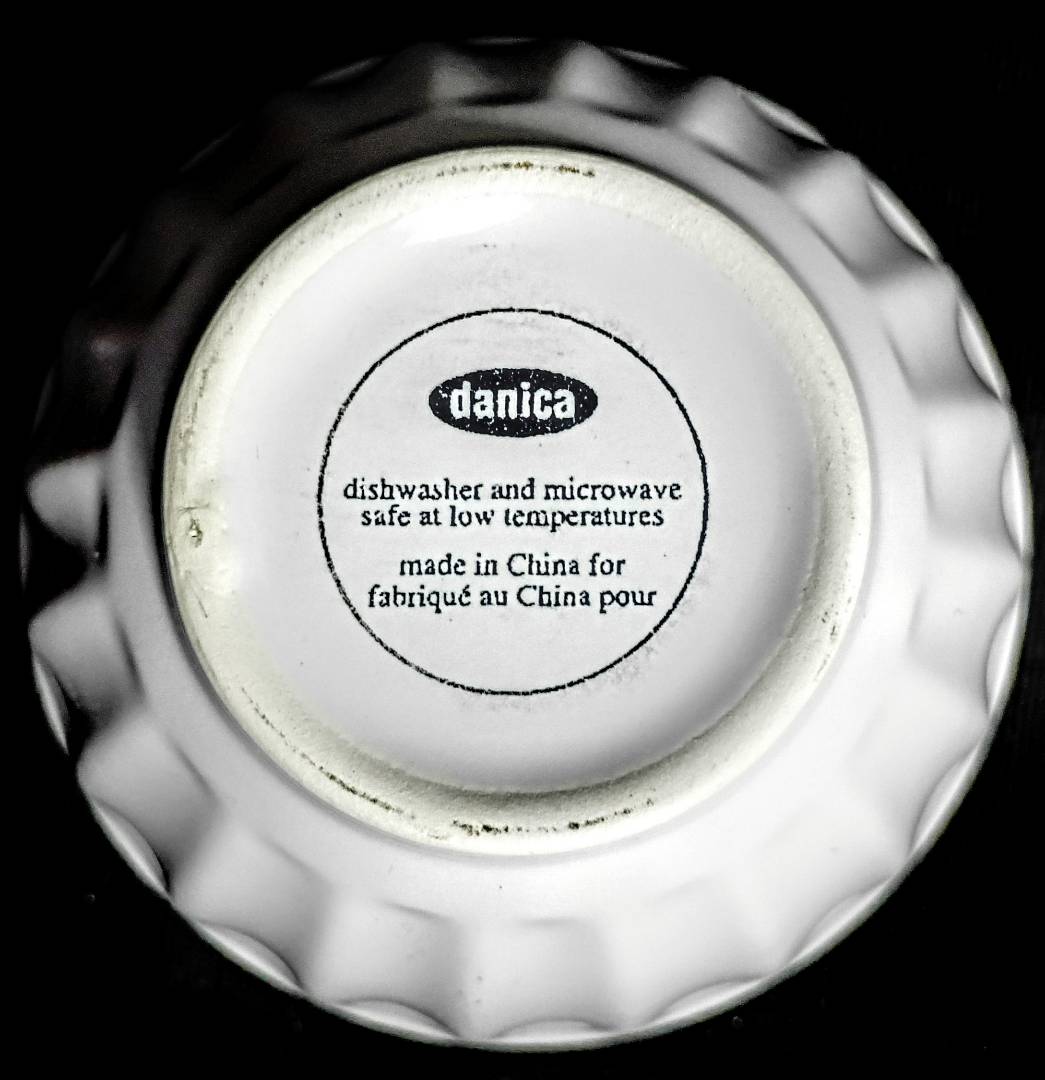 danica
dishwasher and microwave
safe at low temperatures
made in China for
fabriqué au China pour